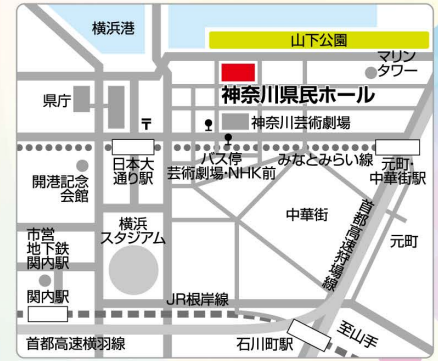 横浜港
山下公園
マリン
タワー
神奈川県民ホール
県庁
〒
神奈川芸術劇場
日本大
通り駅
バス停
芸術劇場・NHK前
みなとみらい線
元町・
中華街駅
開港記念
会館
横浜
スタジアム
中華街
首都高速狩場線
元町
市営
地下鉄
関内駅
関内駅
JR根岸線
首都高速横羽線
石川町駅
至山手